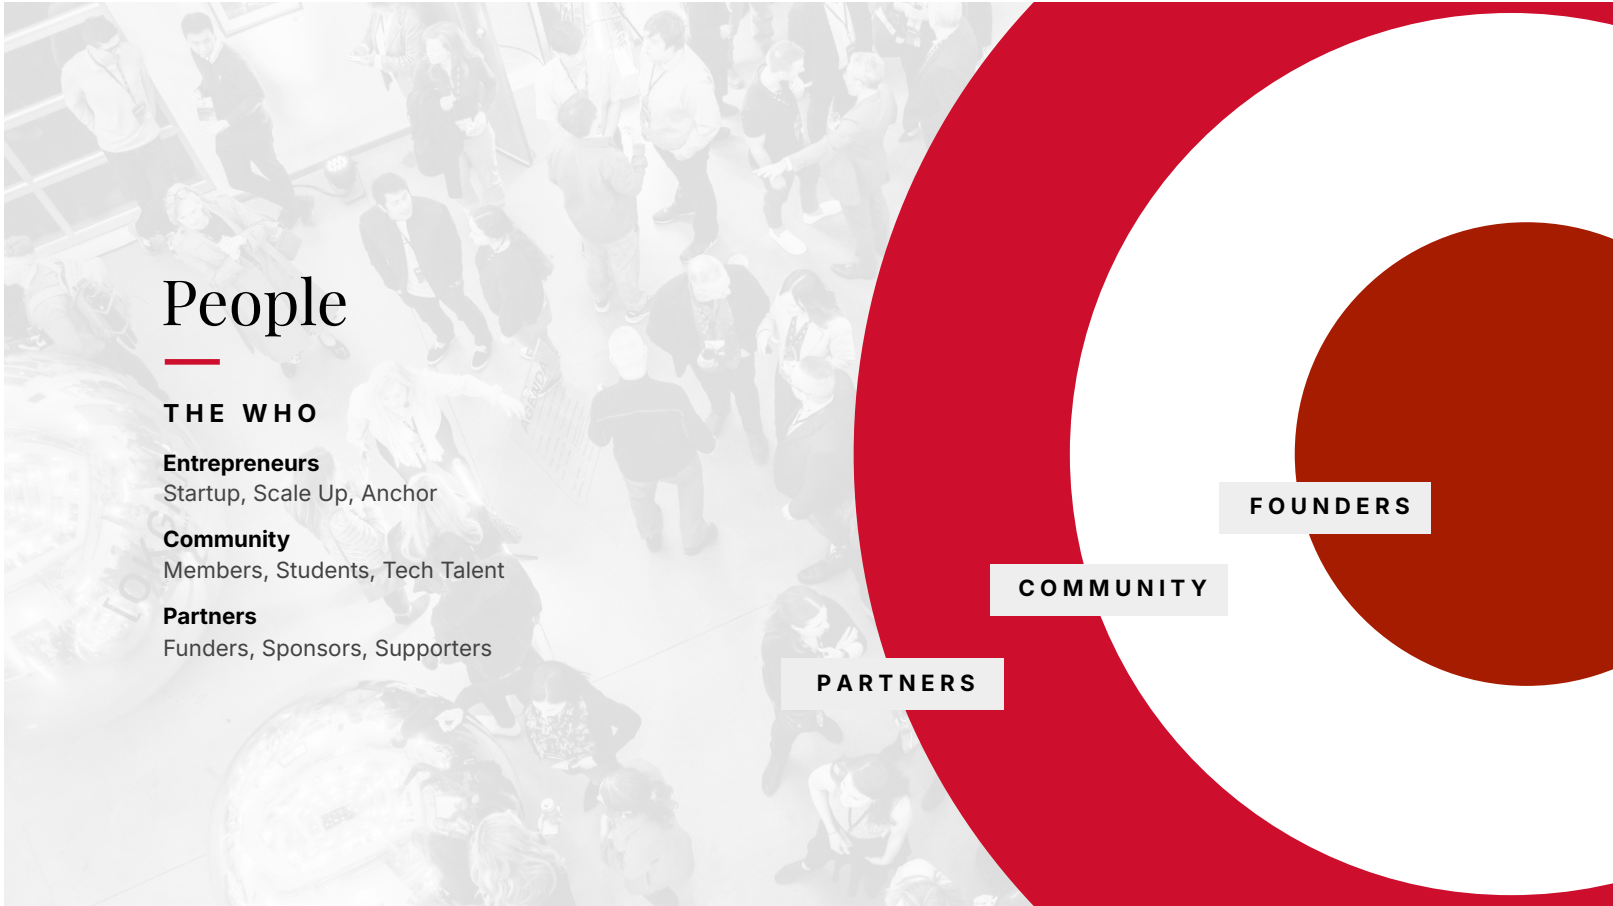 People
THE WHO
Entrepreneurs
Startup, Scale Up, Anchor
Community
Members, Students, Tech Talent
Partners
Funders, Sponsors, Supporters
FOUNDERS
COMMUNITY
PARTNERS